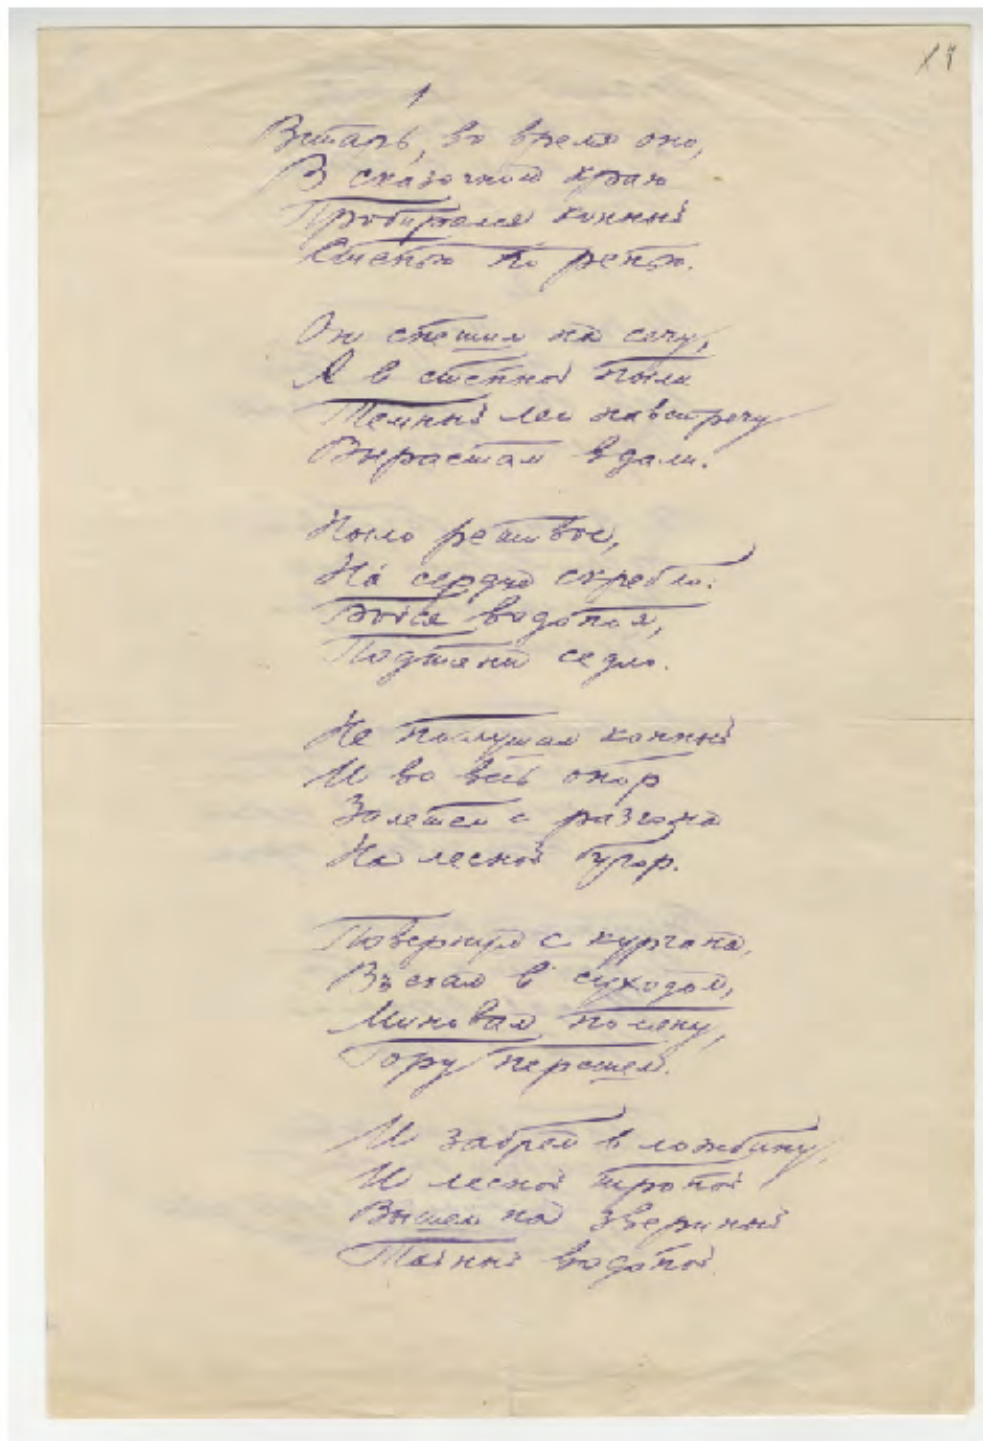 1
Встарь, во время оно,
В сказочном краю
Пробирался конный
Степью по репью.
Он спешил на сечу,
А в степной пыли
Темный лес навстречу
Вырастал вдали.
Ныло ретивое,
На́ сердце скребло:
Бойся водопоя,
Подтяни седло.
Не послушал конный
И во весь опор
Залетел с разгона
На лесной бугор.
Повернул с кургана,
Въехал в суходол,
Миновал поляну,
Гору перешел.
И забрел в ложбину,
И лесной тропой
Вышел на звериный
Тайный водопой.